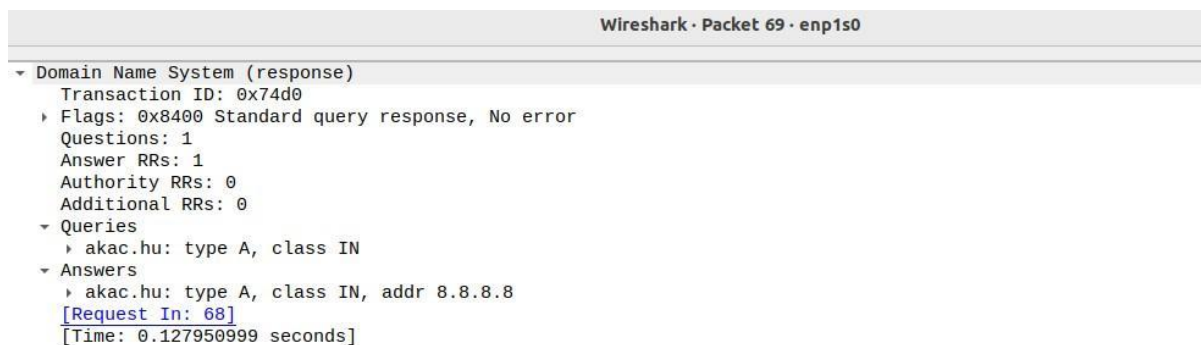 Wireshark · Packet 69 · enp1s0
Domain Name System (response)
Transaction ID: 0x74d0
Flags: 0x8400 Standard query response, No error
Questions: 1
Answer RRs: 1
Authority RRs: 0
Additional RRs: 0
Queries
akac.hu: type A, class IN
Answers
akac.hu: type A, class IN, addr 8.8.8.8
[Request In: 68]
[Time: 0.127950999 seconds]